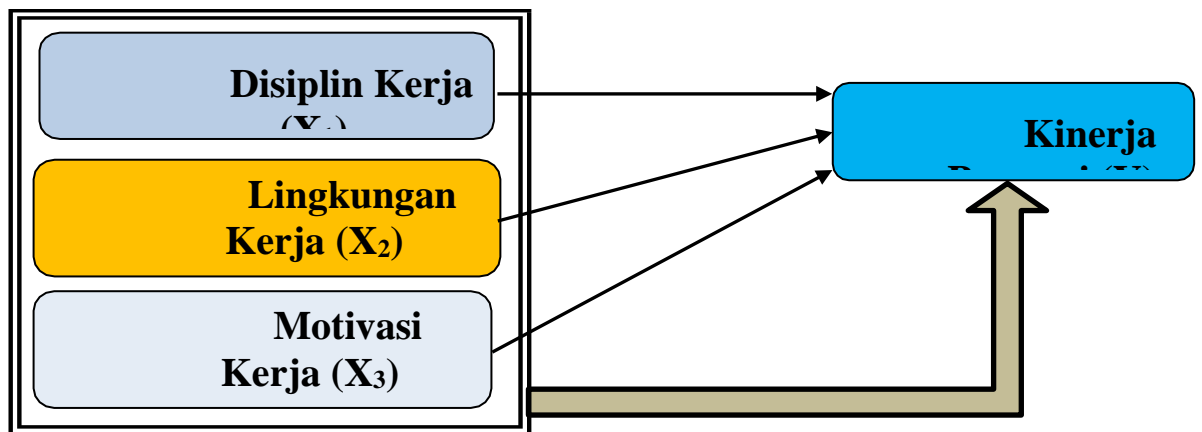 Disiplin Kerja
Lingkungan
Kerja (X₂)
Motivasi
Kerja (X₃)
Kinerja